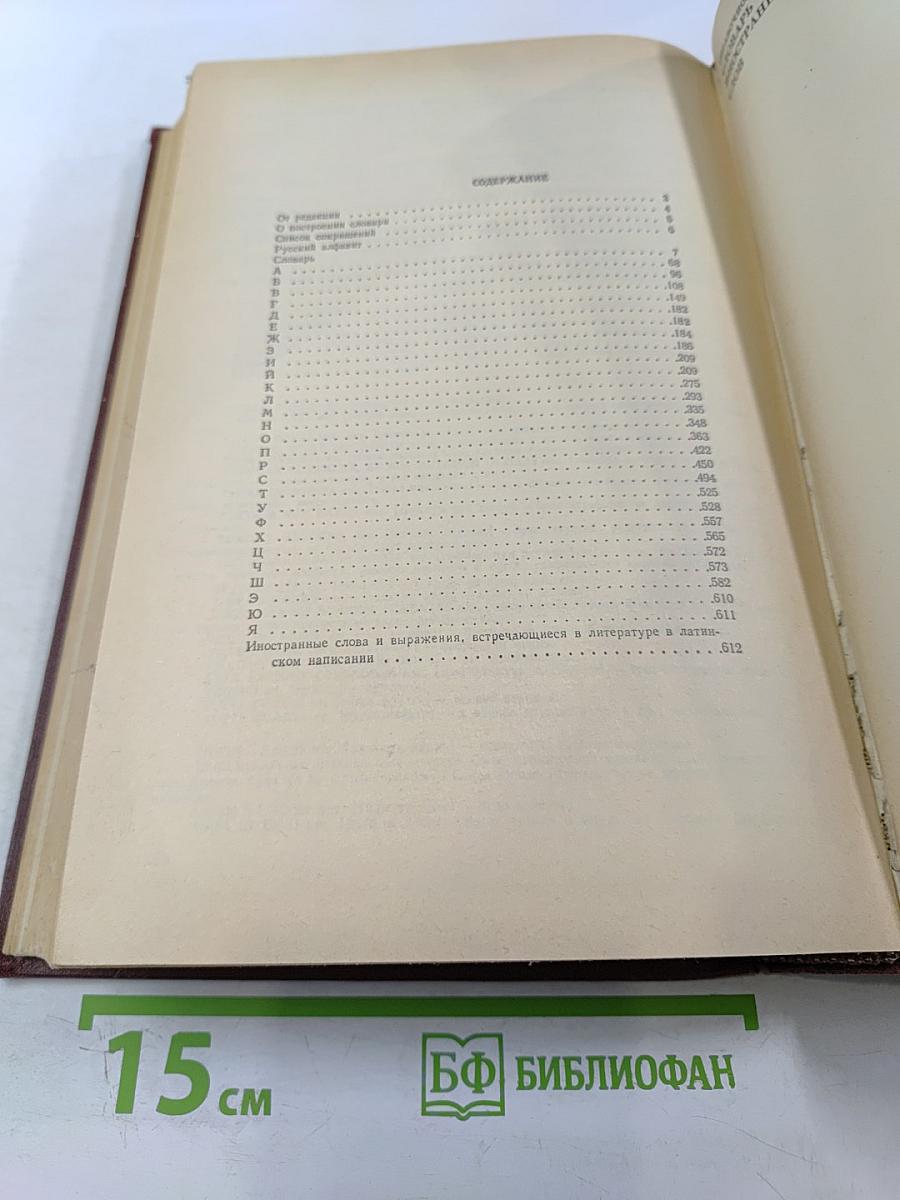 СОДЕРЖАНИЕ
От редакции . . . . . . . . . . 3
О построении словаря . . . . . . . . . . 4
Список сокращений . . . . . . . . . . 5
Русский алфавит . . . . . . . . . . 6
Словарь
А . . . . . . . . . . 7
Б . . . . . . . . . . 68
В . . . . . . . . . . 96
Г . . . . . . . . . . 108
Д . . . . . . . . . . 149
Е . . . . . . . . . . 182
Ж . . . . . . . . . . 182
З . . . . . . . . . . 184
И . . . . . . . . . . 186
Й . . . . . . . . . . 209
К . . . . . . . . . . 209
Л . . . . . . . . . . 275
М . . . . . . . . . . 293
Н . . . . . . . . . . 335
О . . . . . . . . . . 348
П . . . . . . . . . . 363
Р . . . . . . . . . . 422
С . . . . . . . . . . 450
Т . . . . . . . . . . 494
У . . . . . . . . . . 525
Ф . . . . . . . . . . 528
Х . . . . . . . . . . 557
Ц . . . . . . . . . . 565
Ч . . . . . . . . . . 572
Ш . . . . . . . . . . 573
Э . . . . . . . . . . 582
Ю . . . . . . . . . . 610
Я . . . . . . . . . . 611
Иностранные слова и выражения, встречающиеся в литературе в латин-
ском написании . . . . . . . . . . 612
15 см
БФ БИБЛИОФАН